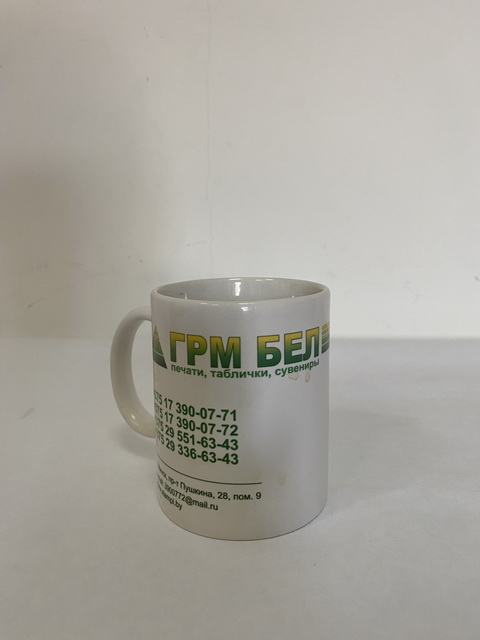 ГРМ БЕЛ
печати, таблички, сувениры
375 17 390-07-71
375 17 390-07-72
375 29 551-63-43
375 29 336-63-43
пр-т Пушкина, 28, пом. 9
3900772@mail.ru